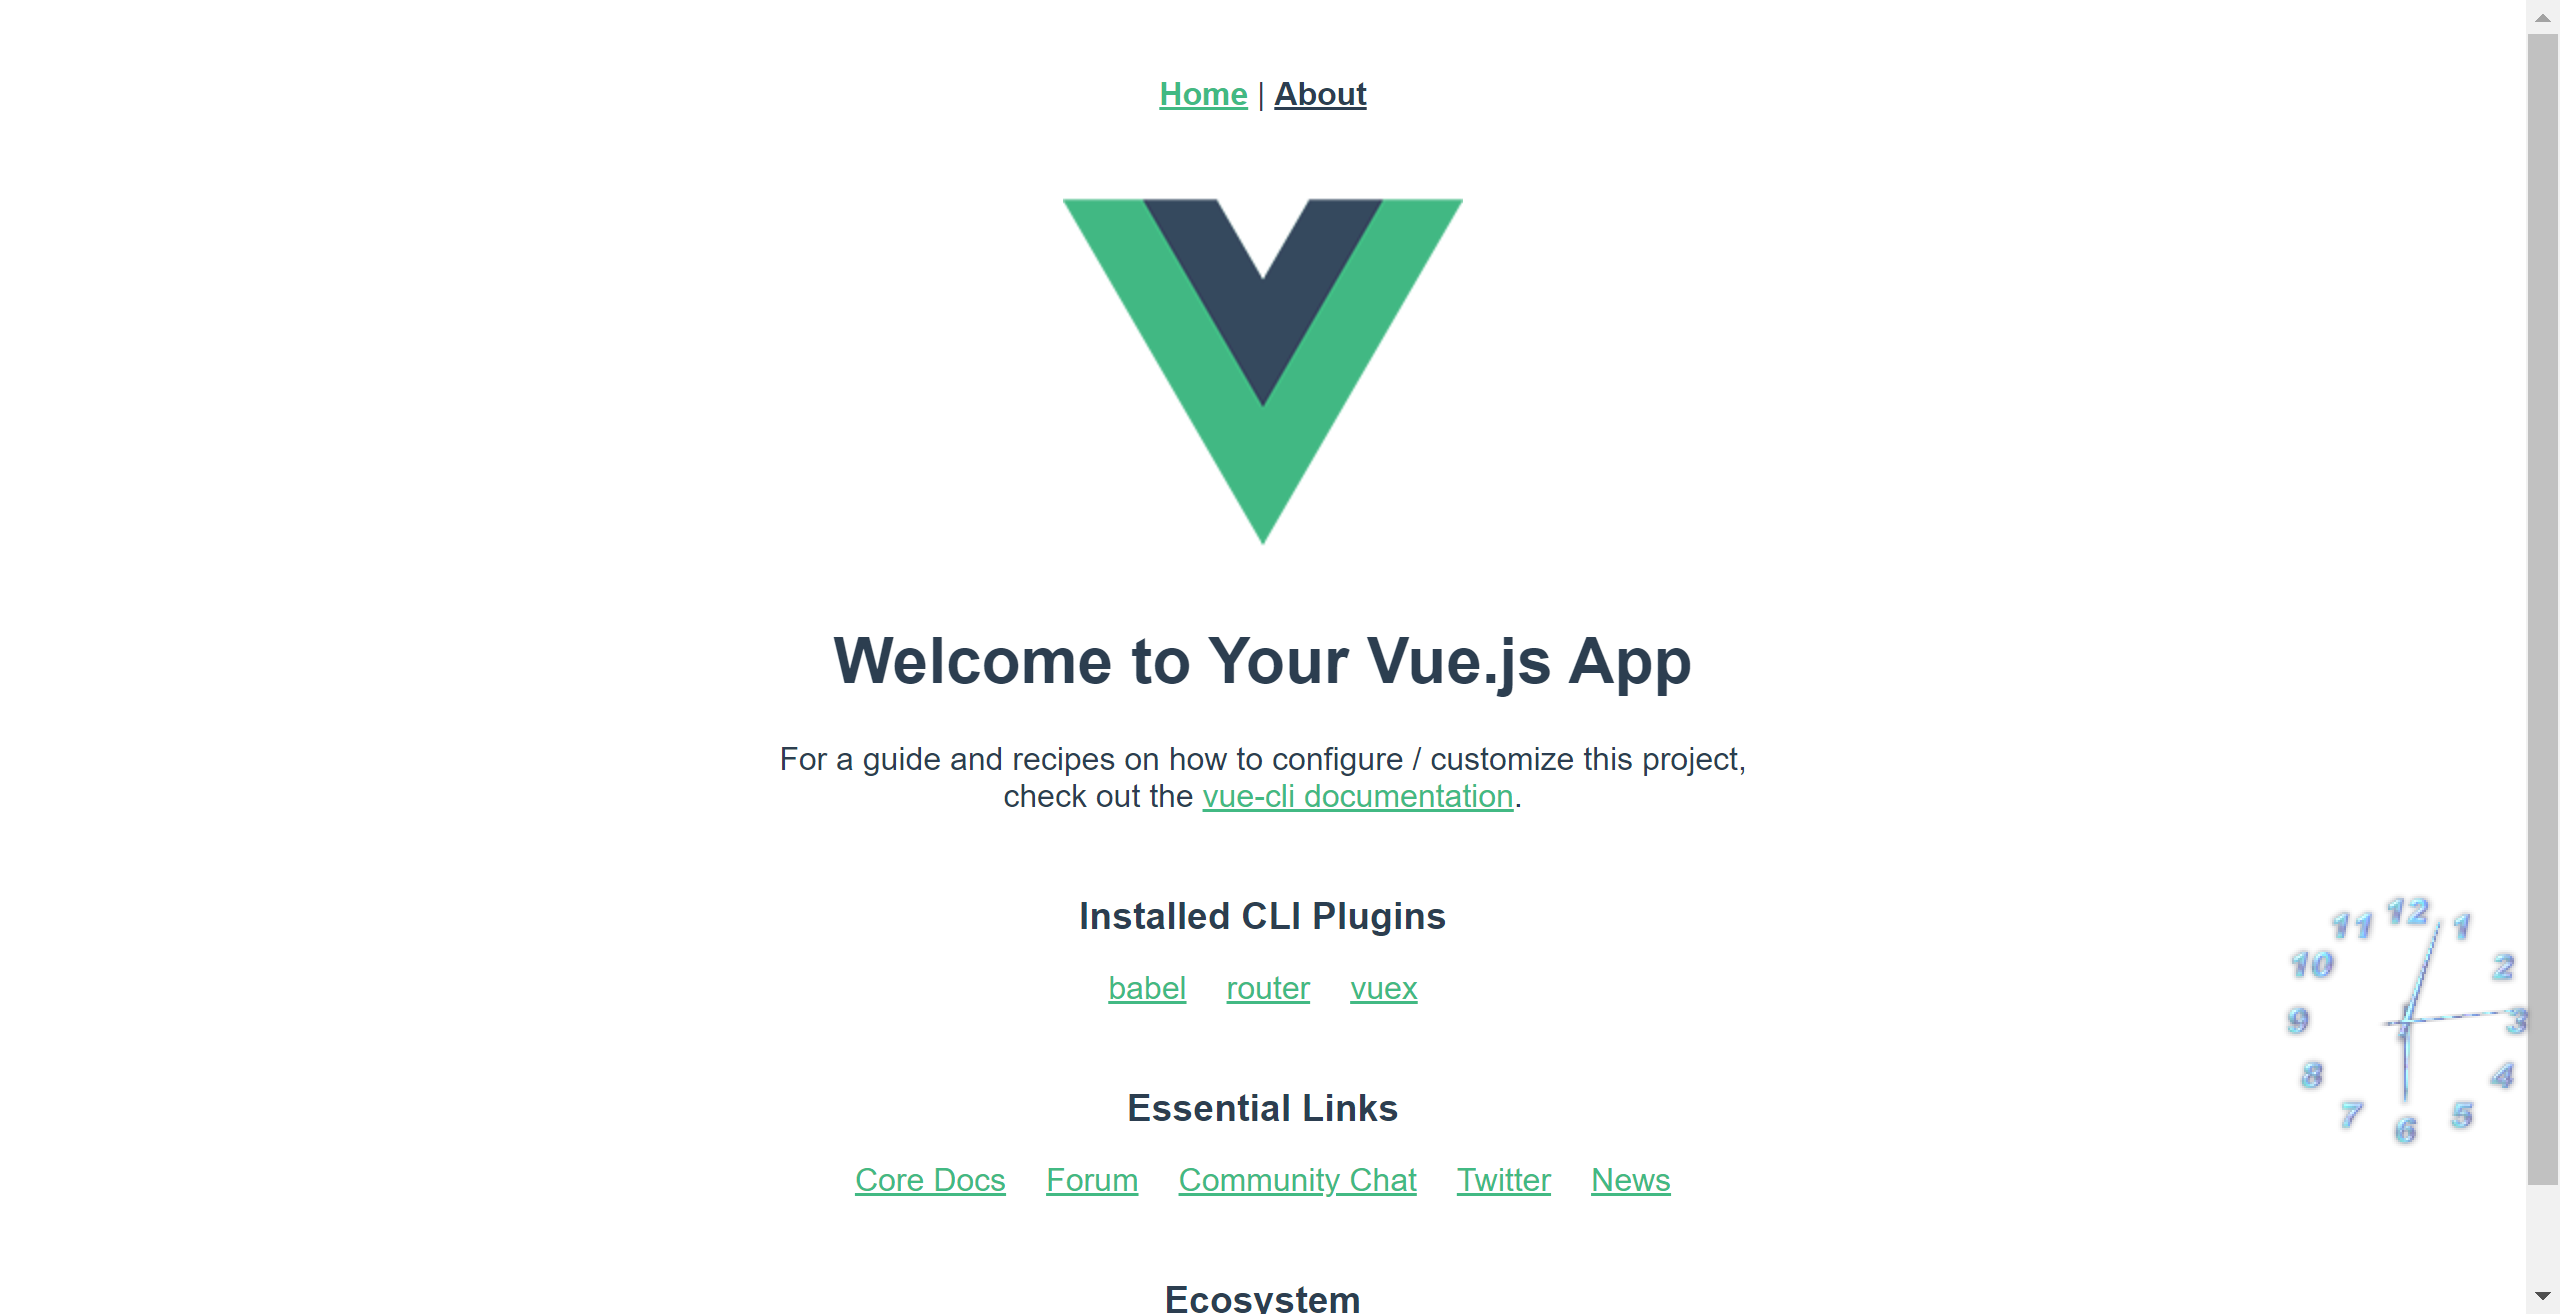 Home | About
Welcome to Your Vue.js App
For a guide and recipes on how to configure / customize this project,
check out the vue-cli documentation.
Installed CLI Plugins
babel router vuex
Essential Links
Core Docs Forum Community Chat Twitter News
Ecosystem
12
11 1
10 2
9 3
8 4
7 5
6